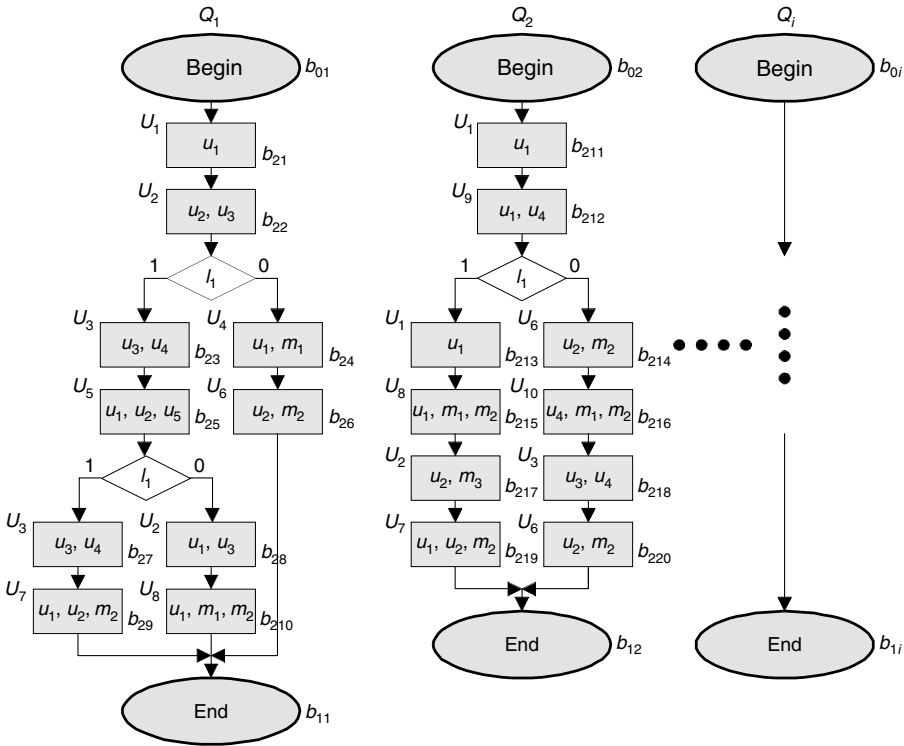 Q1
Begin
b01
U1
u1
b21
U2
u2, u3
b22
1
l1
0
U3
u3, u4
b23
U4
u1, m1
b24
U5
u1, u2, u5
b25
U6
u2, m2
b26
1
l1
0
U3
u3, u4
b27
U2
u1, u3
b28
U7
u1, u2, m2
b29
U8
u1, m1, m2
b210
End
b11
Q2
Begin
b02
U1
u1
b211
U9
u1, u4
b212
1
l1
0
U1
u1
b213
U6
u2, m2
b214
U8
u1, m1, m2
b215
U10
u4, m1, m2
b216
U2
u2, m3
b217
U3
u3, u4
b218
U7
u1, u2, m2
b219
U6
u2, m2
b220
End
b12
Qi
Begin
b0i
End
b1i